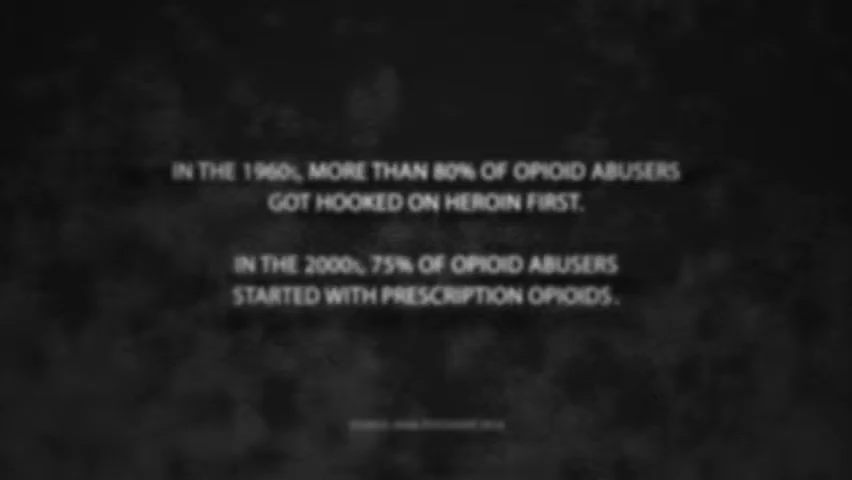 IN THE 1960s, MORE THAN 80% OF OPIOID ABUSERS
GOT HOOKED ON HEROIN FIRST.
IN THE 2000s, 75% OF OPIOID ABUSERS
STARTED WITH PRESCRIPTION OPIOIDS.